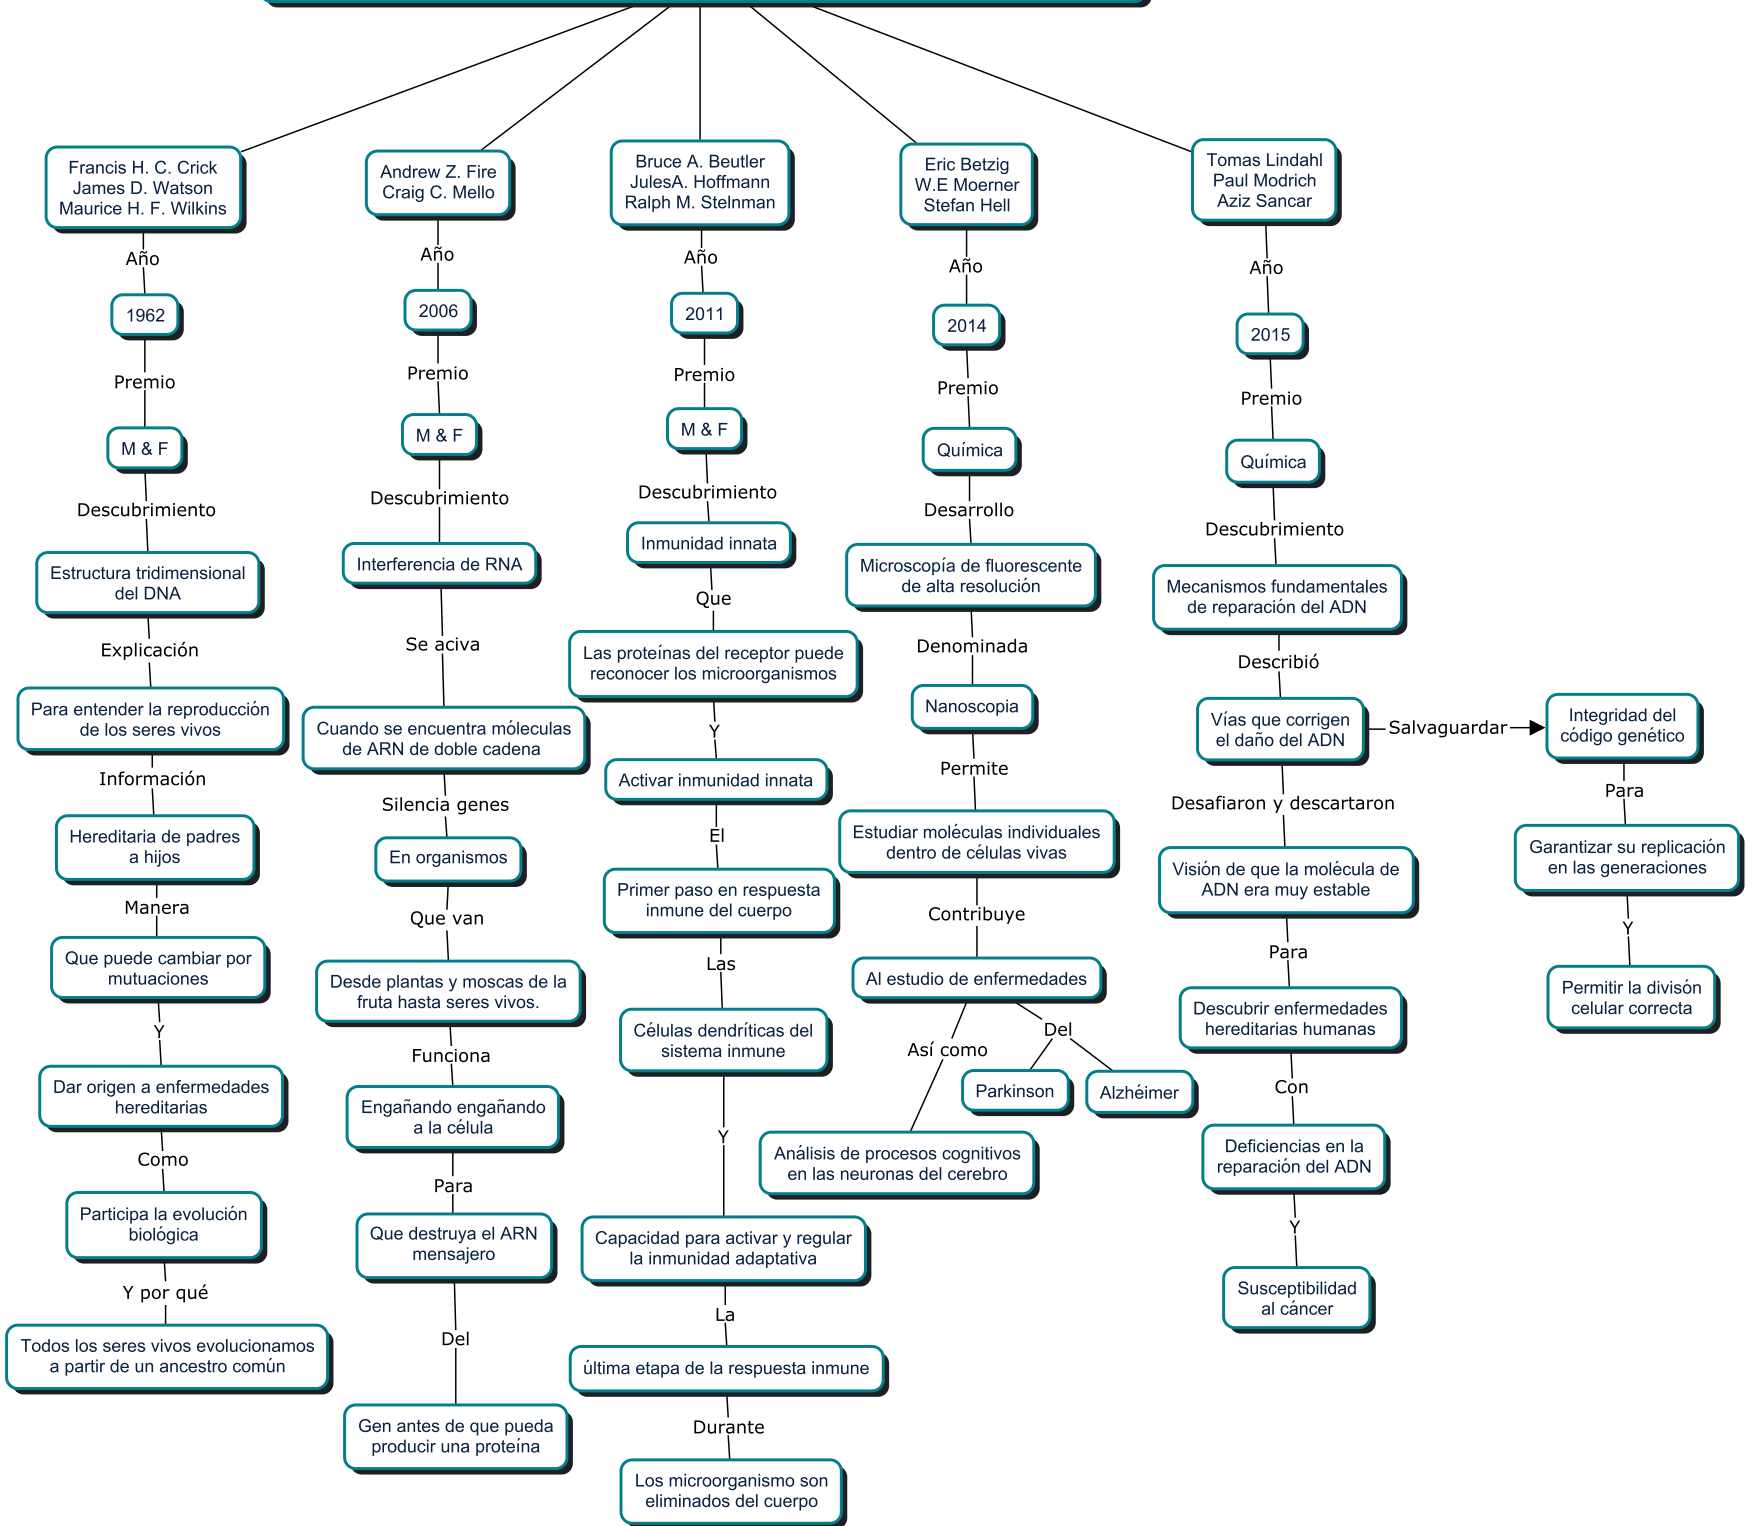 Francis H. C. Crick
James D. Watson
Maurice H. F. Wilkins
Año
1962
Premio
M & F
Descubrimiento
Estructura tridimensional
del DNA
Explicación
Para entender la reproducción
de los seres vivos
Información
Hereditaria de padres
a hijos
Manera
Que puede cambiar por
mutuaciones
Y
Dar origen a enfermedades
hereditarias
Como
Participa la evolución
biológica
Y por qué
Todos los seres vivos evolucionamos
a partir de un ancestro común
Andrew Z. Fire
Craig C. Mello
Año
2006
Premio
M & F
Descubrimiento
Interferencia de RNA
Se aciva
Cuando se encuentra móleculas
de ARN de doble cadena
Silencia genes
En organismos
Que van
Desde plantas y moscas de la
fruta hasta seres vivos.
Funciona
Engañando engañando
a la célula
Para
Que destruya el ARN
mensajero
Del
Gen antes de que pueda
producir una proteína
Bruce A. Beutler
JulesA. Hoffmann
Ralph M. Stelnman
Año
2011
Premio
M & F
Descubrimiento
Inmunidad innata
Que
Las proteínas del receptor puede
reconocer los microorganismos
Y
Activar inmunidad innata
El
Primer paso en respuesta
inmune del cuerpo
Las
Células dendríticas del
sistema inmune
Y
Capacidad para activar y regular
la inmunidad adaptativa
La
última etapa de la respuesta inmune
Durante
Los microorganismo son
eliminados del cuerpo
Eric Betzig
W.E Moerner
Stefan Hell
Año
2014
Premio
Química
Desarrollo
Microscopía de fluorescente
de alta resolución
Denominada
Nanoscopia
Permite
Estudiar moléculas individuales
dentro de células vivas
Contribuye
Al estudio de enfermedades
Así como
Análisis de procesos cognitivos
en las neuronas del cerebro
Del
Parkinson
Alzhéimer
Tomas Lindahl
Paul Modrich
Aziz Sancar
Año
2015
Premio
Química
Descubrimiento
Mecanismos fundamentales
de reparación del ADN
Describió
Vías que corrigen
el daño del ADN
Desafiaron y descartaron
Visión de que la molécula de
ADN era muy estable
Para
Descubrir enfermedades
hereditarias humanas
Con
Deficiencias en la
reparación del ADN
Y
Susceptibilidad
al cáncer
Salvaguardar
Integridad del
código genético
Para
Garantizar su replicación
en las generaciones
Y
Permitir la divisón
celular correcta